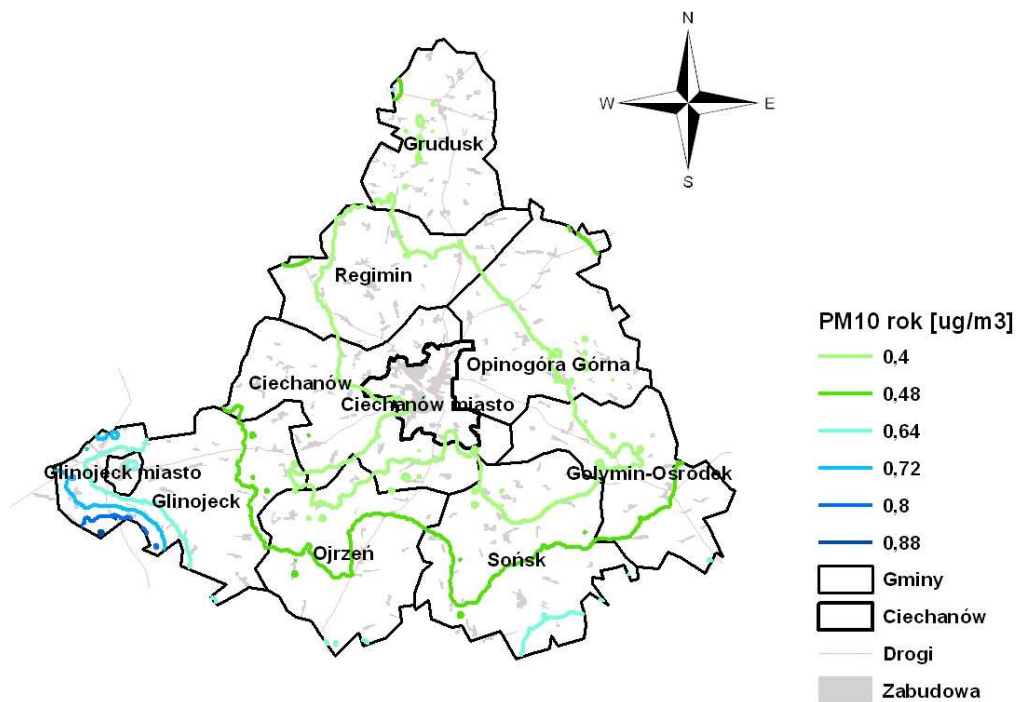 N
W
E
S
Grudusk
Regimin
Opinogóra Górna
Ciechanów
Ciechanów miasto
Glinojeck miasto
Gołymin-Ośrodek
Glinojeck
Ojrzeń
Sońsk
PM10 rok [ug/m3]
0,4
0,48
0,64
0,72
0,8
0,88
Gminy
Ciechanów
Drogi
Zabudowa